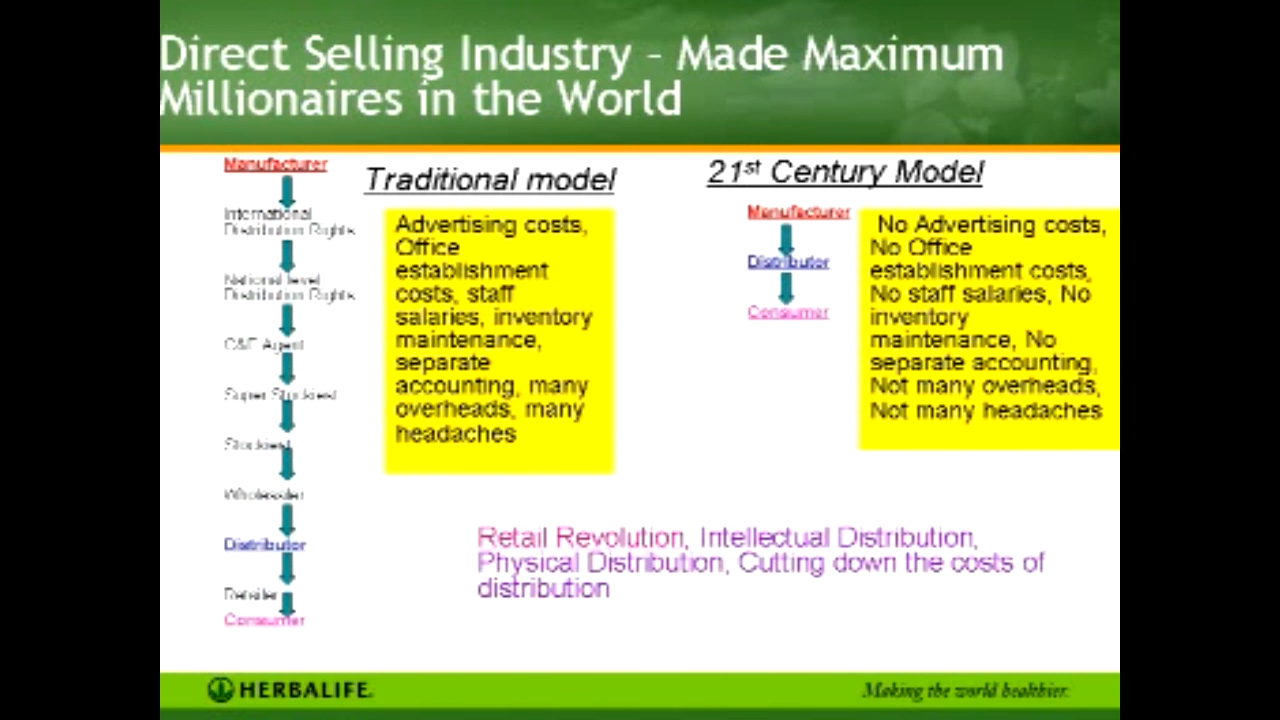 Direct Selling Industry – Made Maximum
Millionaires in the World
Manufacturer
International
Distribution Rights
National level
Distribution Rights
C&F Agent
Super Stockiest
Stockiest
Wholesaler
Distributor
Retailer
Consumer
Traditional model
Advertising costs,
Office
establishment
costs, staff
salaries, inventory
maintenance,
separate
accounting, many
overheads, many
headaches
21st Century Model
Manufacturer
Distributor
Consumer
No Advertising costs,
No Office
establishment costs,
No staff salaries, No
inventory
maintenance, No
separate accounting,
Not many overheads,
Not many headaches
Retail Revolution, Intellectual Distribution,
Physical Distribution, Cutting down the costs of
distribution
HERBALIFE.
Making the world healthier.